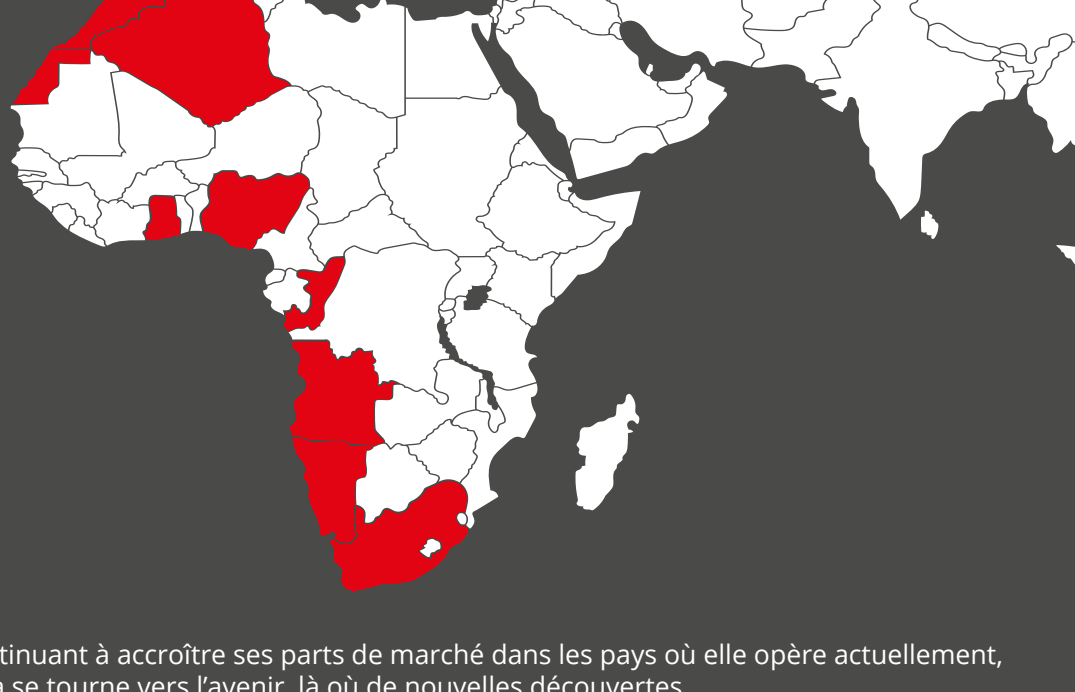 tinuant à accroître ses parts de marché dans les pays où elle opère actuellement,
se tourne vers l'avenir, là où de nouvelles découvertes